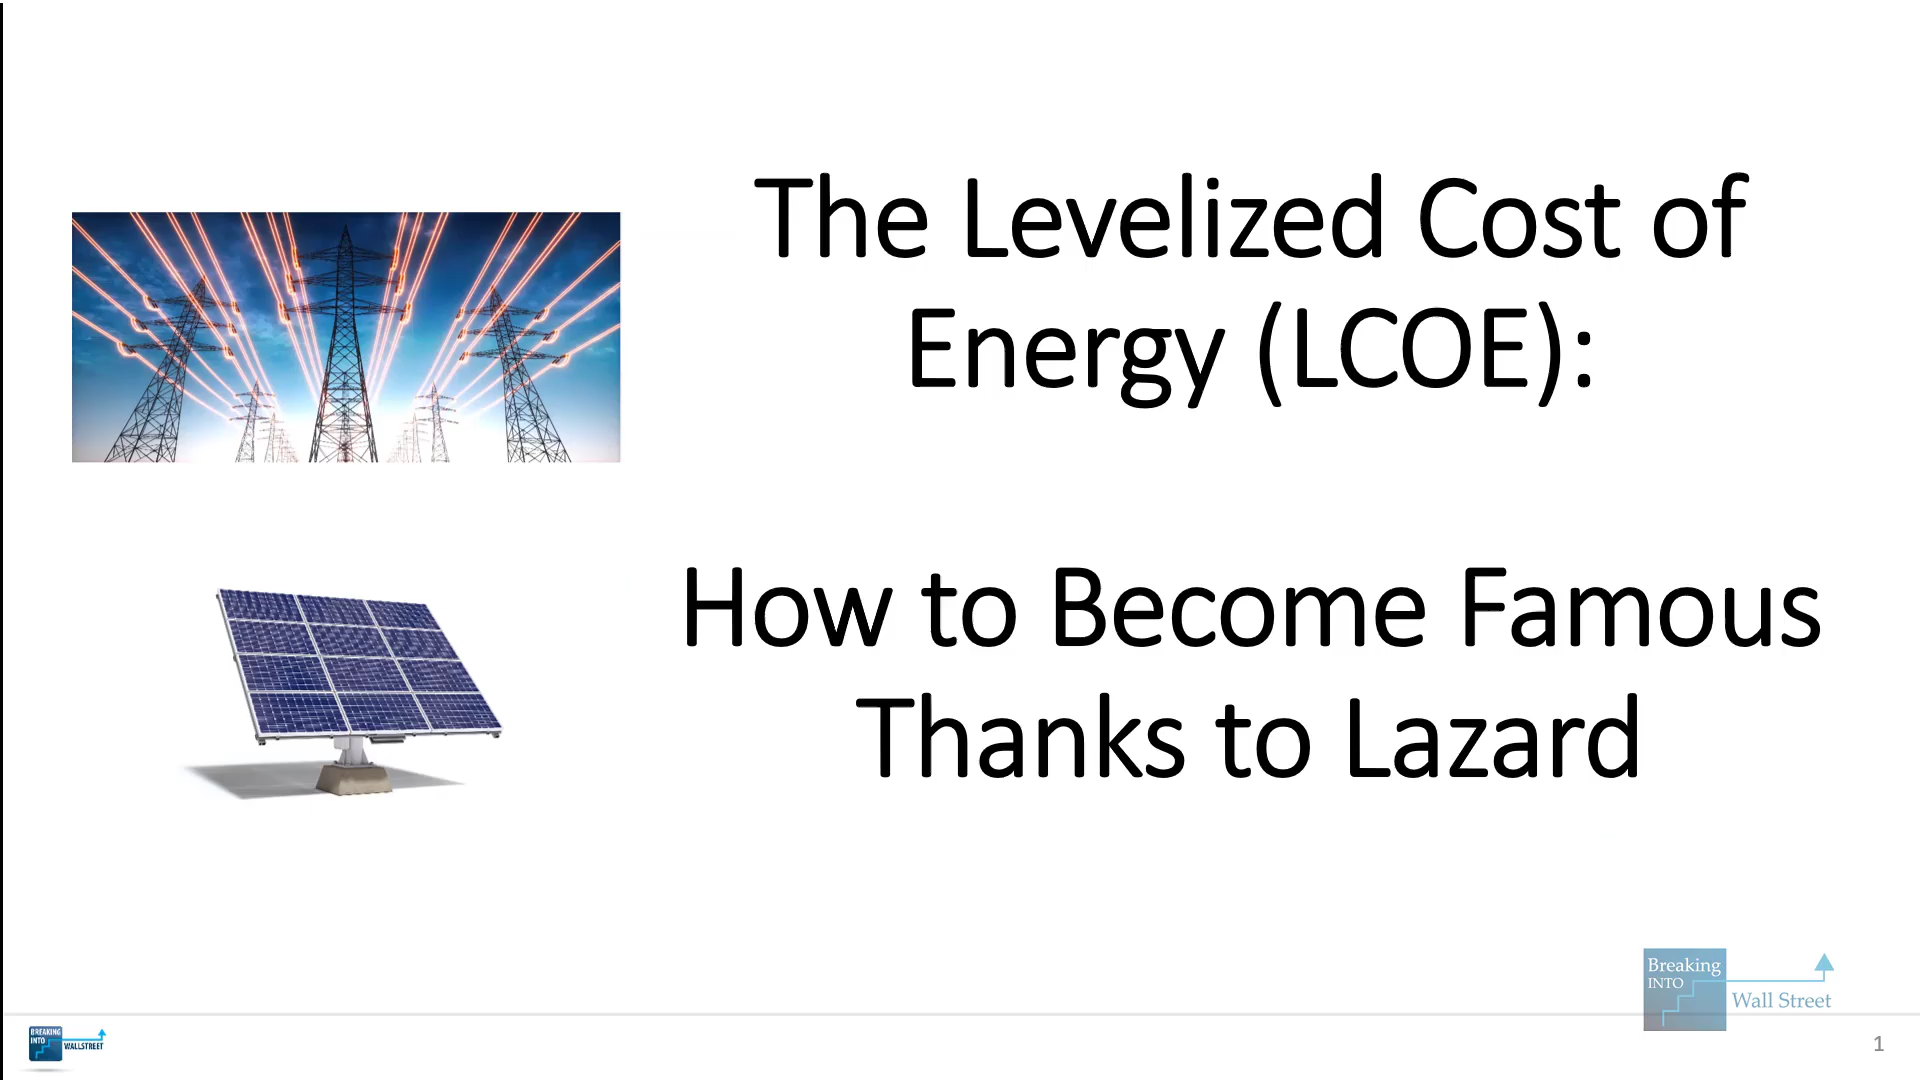 The Levelized Cost of
Energy (LCOE):
How to Become Famous
Thanks to Lazard
Breaking
INTO
Wall Street
BREAKING
INTO
WALLSTREET
1